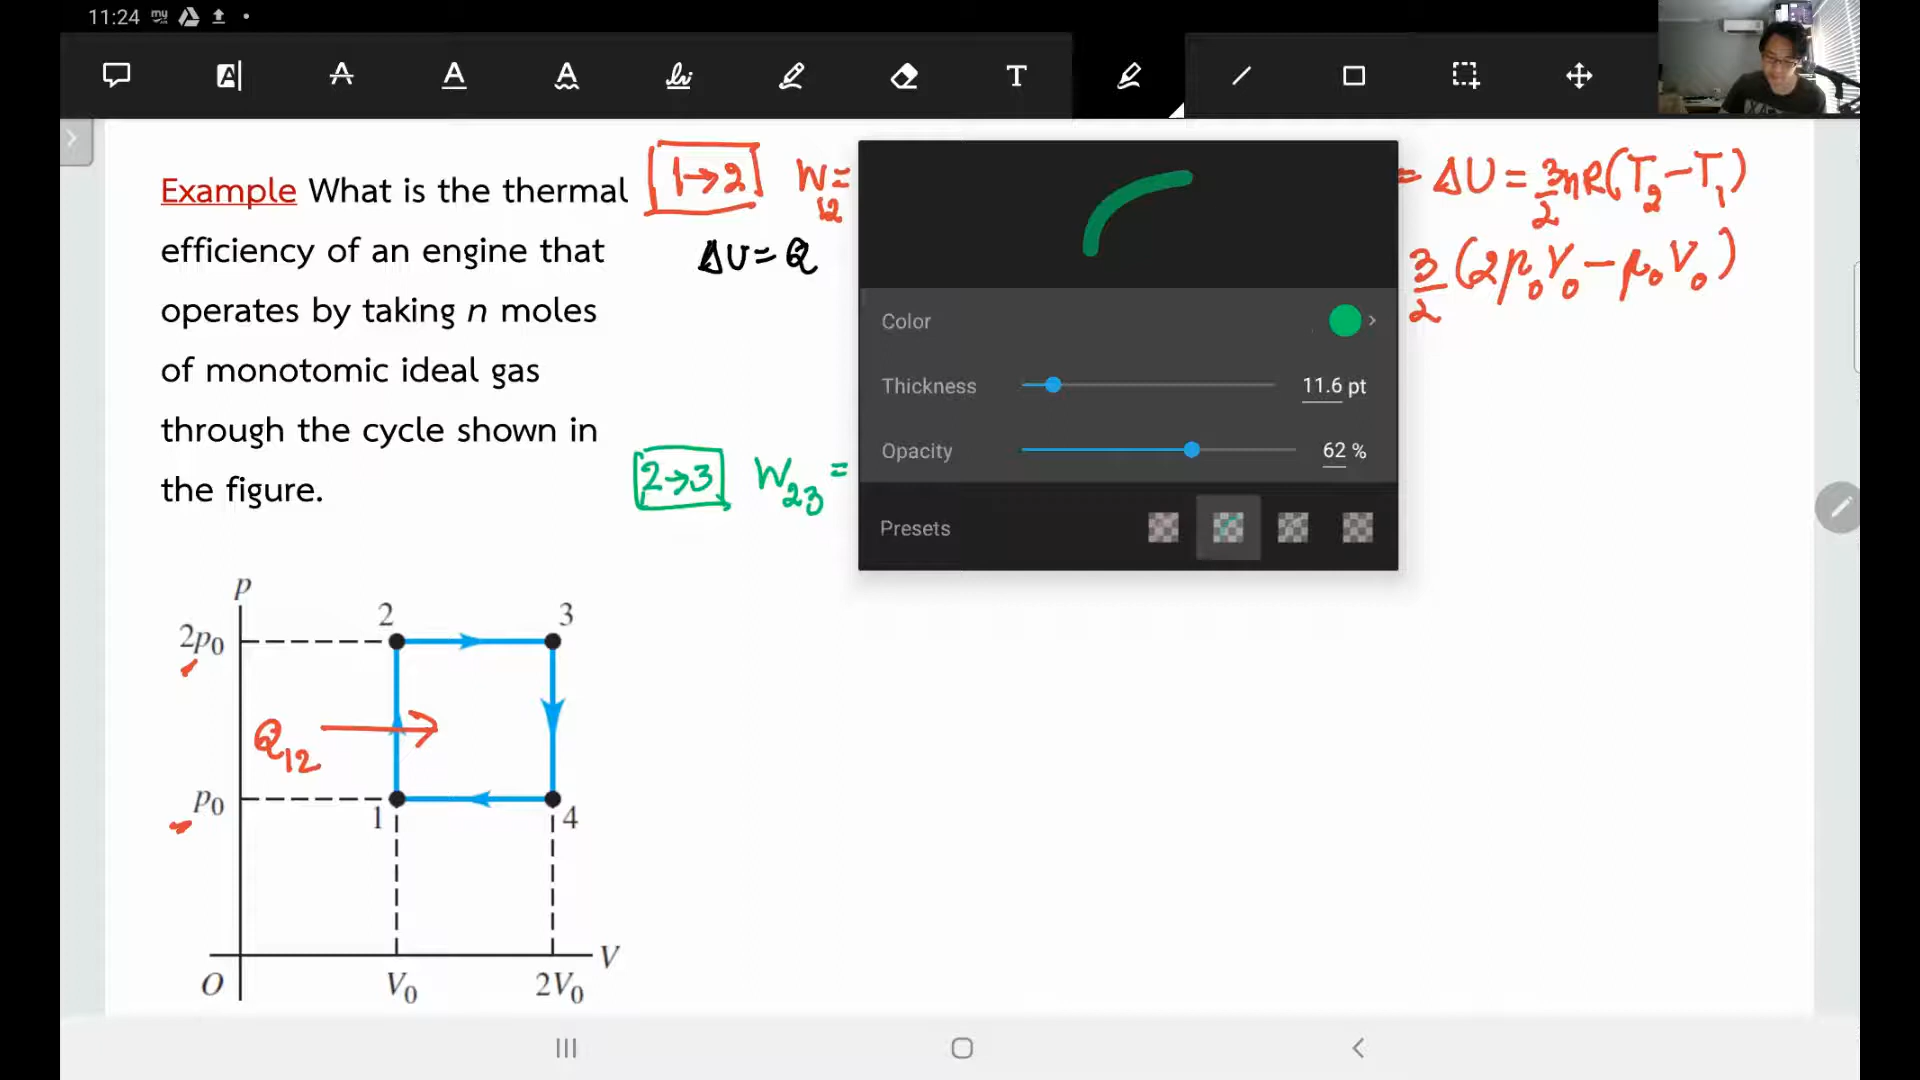 11:24
T
Example What is the thermal
efficiency of an engine that
operates by taking n moles
of monotomic ideal gas
through the cycle shown in
the figure.
1→2 W12 =
ΔU = Q
= ΔU = 3/2 nR(T2 - T1)
3/2 (2p0V0 - p0V0)
2→3 W23 =
Color
Thickness 11.6 pt
Opacity 62 %
Presets
p
2 3
2p0
Q12
p0
1 4
V
O V0 2V0